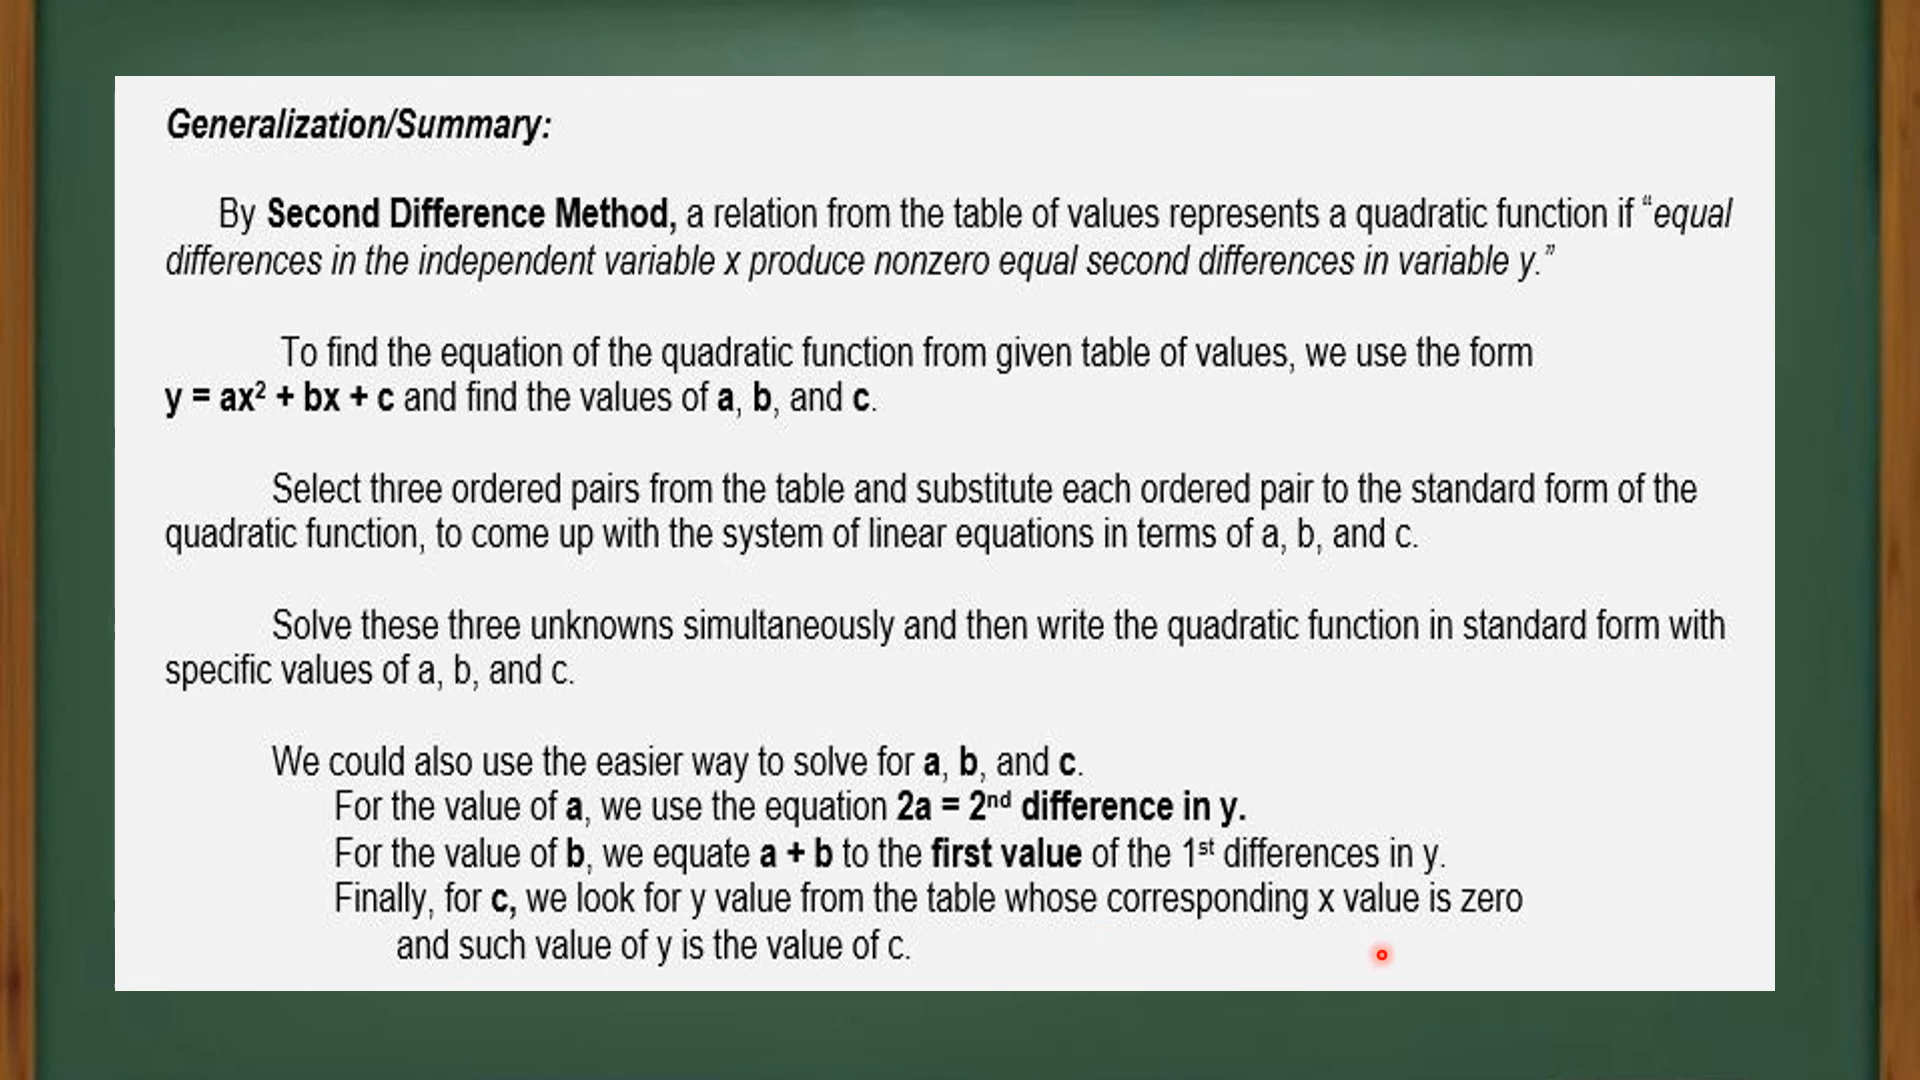 Generalization/Summary:
By Second Difference Method, a relation from the table of values represents a quadratic function if “equal
differences in the independent variable x produce nonzero equal second differences in variable y.”
To find the equation of the quadratic function from given table of values, we use the form
y = ax² + bx + c and find the values of a, b, and c.
Select three ordered pairs from the table and substitute each ordered pair to the standard form of the
quadratic function, to come up with the system of linear equations in terms of a, b, and c.
Solve these three unknowns simultaneously and then write the quadratic function in standard form with
specific values of a, b, and c.
We could also use the easier way to solve for a, b, and c.
For the value of a, we use the equation 2a = 2nd difference in y.
For the value of b, we equate a + b to the first value of the 1st differences in y.
Finally, for c, we look for y value from the table whose corresponding x value is zero
and such value of y is the value of c.